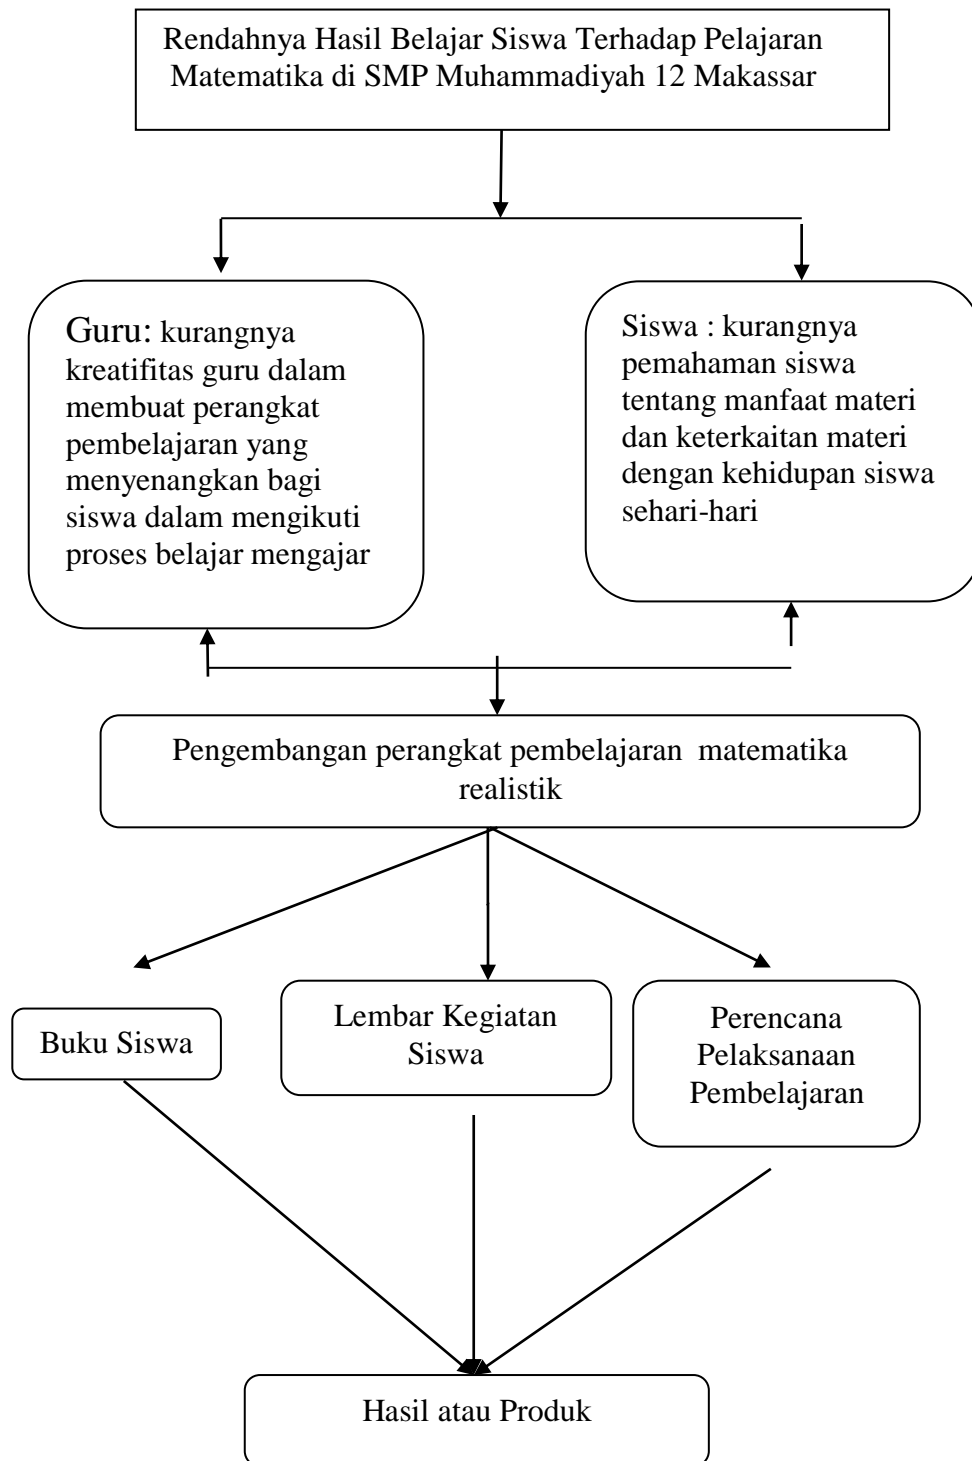 Rendahnya Hasil Belajar Siswa Terhadap Pelajaran
Matematika di SMP Muhammadiyah 12 Makassar
Guru: kurangnya
kreatifitas guru dalam
membuat perangkat
pembelajaran yang
menyenangkan bagi
siswa dalam mengikuti
proses belajar mengajar
Siswa : kurangnya
pemahaman siswa
tentang manfaat materi
dan keterkaitan materi
dengan kehidupan siswa
sehari-hari
Pengembangan perangkat pembelajaran matematika
realistik
Buku Siswa
Lembar Kegiatan
Siswa
Perencana
Pelaksanaan
Pembelajaran
Hasil atau Produk